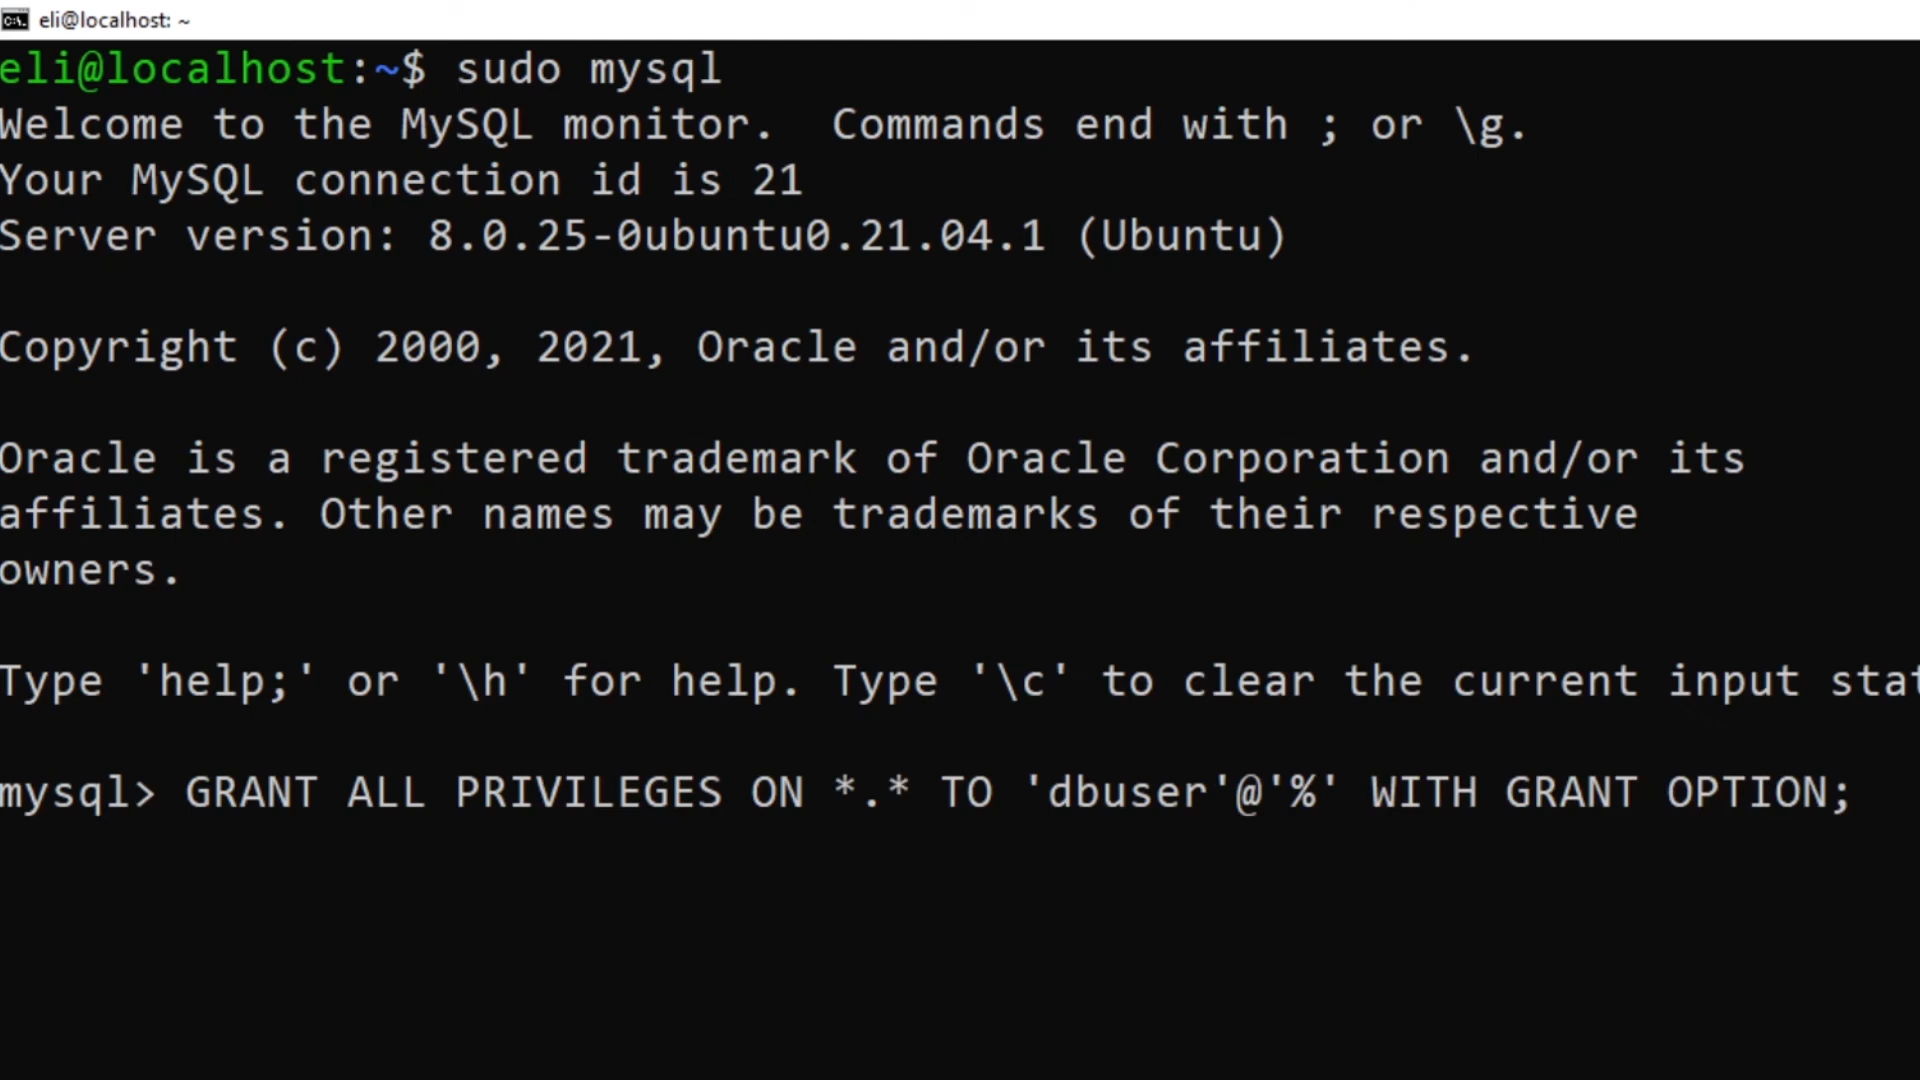 eli@localhost: ~
eli@localhost:~$ sudo mysql
Welcome to the MySQL monitor.  Commands end with ; or \g.
Your MySQL connection id is 21
Server version: 8.0.25-0ubuntu0.21.04.1 (Ubuntu)
Copyright (c) 2000, 2021, Oracle and/or its affiliates.
Oracle is a registered trademark of Oracle Corporation and/or its
affiliates. Other names may be trademarks of their respective
owners.
Type 'help;' or '\h' for help. Type '\c' to clear the current input stat
mysql> GRANT ALL PRIVILEGES ON *.* TO 'dbuser'@'%' WITH GRANT OPTION;